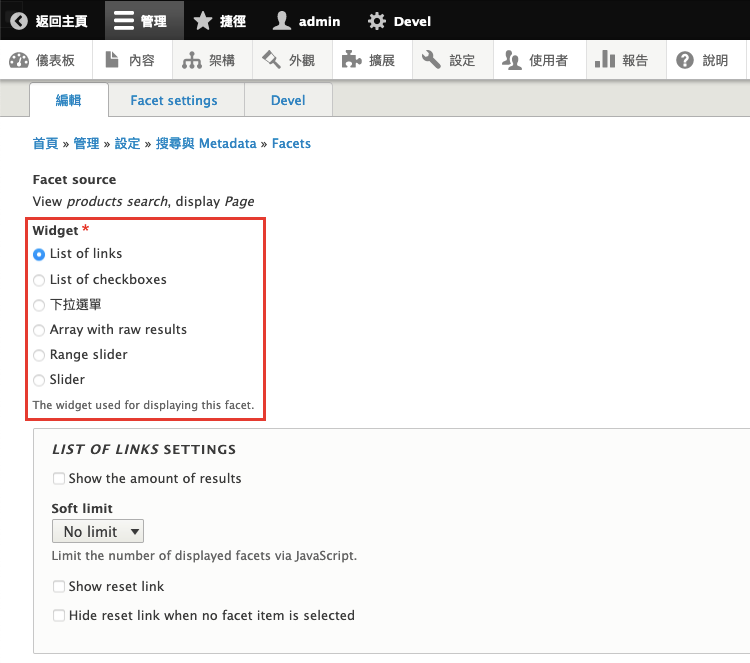 返回主頁 管理 捷徑 admin Devel
儀表板 內容 架構 外觀 擴展 設定 使用者 報告 說明
編輯 Facet settings Devel
首頁 » 管理 » 設定 » 搜尋與 Metadata » Facets
Facet source
View products search, display Page
Widget *
List of links
List of checkboxes
下拉選單
Array with raw results
Range slider
Slider
The widget used for displaying this facet.
LIST OF LINKS SETTINGS
Show the amount of results
Soft limit
No limit
Limit the number of displayed facets via JavaScript.
Show reset link
Hide reset link when no facet item is selected